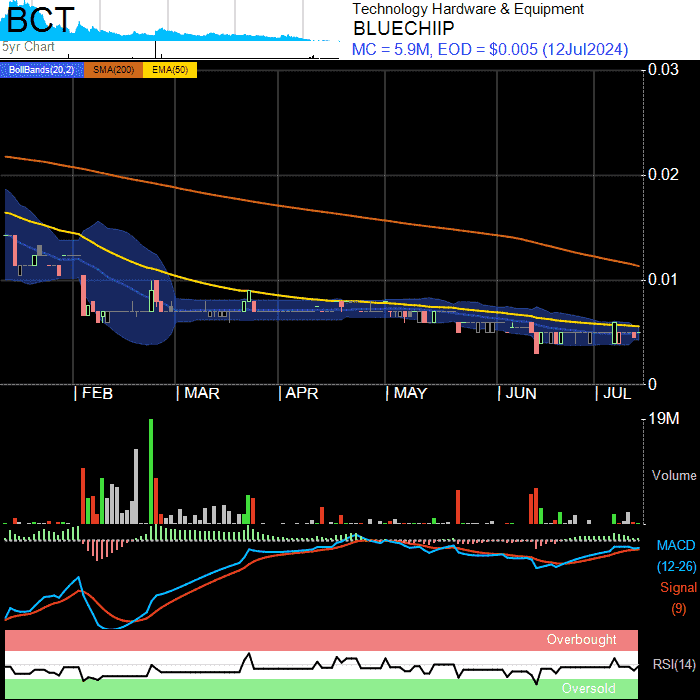 BCT
5yr Chart
Technology Hardware & Equipment
BLUECHIIP
MC = 5.9M, EOD = $0.005 (12Jul2024)
BollBands(20,2) SMA(200) EMA(50)
0.03
0.02
0.01
0
FEB MAR APR MAY JUN JUL
19M
Volume
MACD
(12-26)
Signal
(9)
Overbought
RSI(14)
Oversold